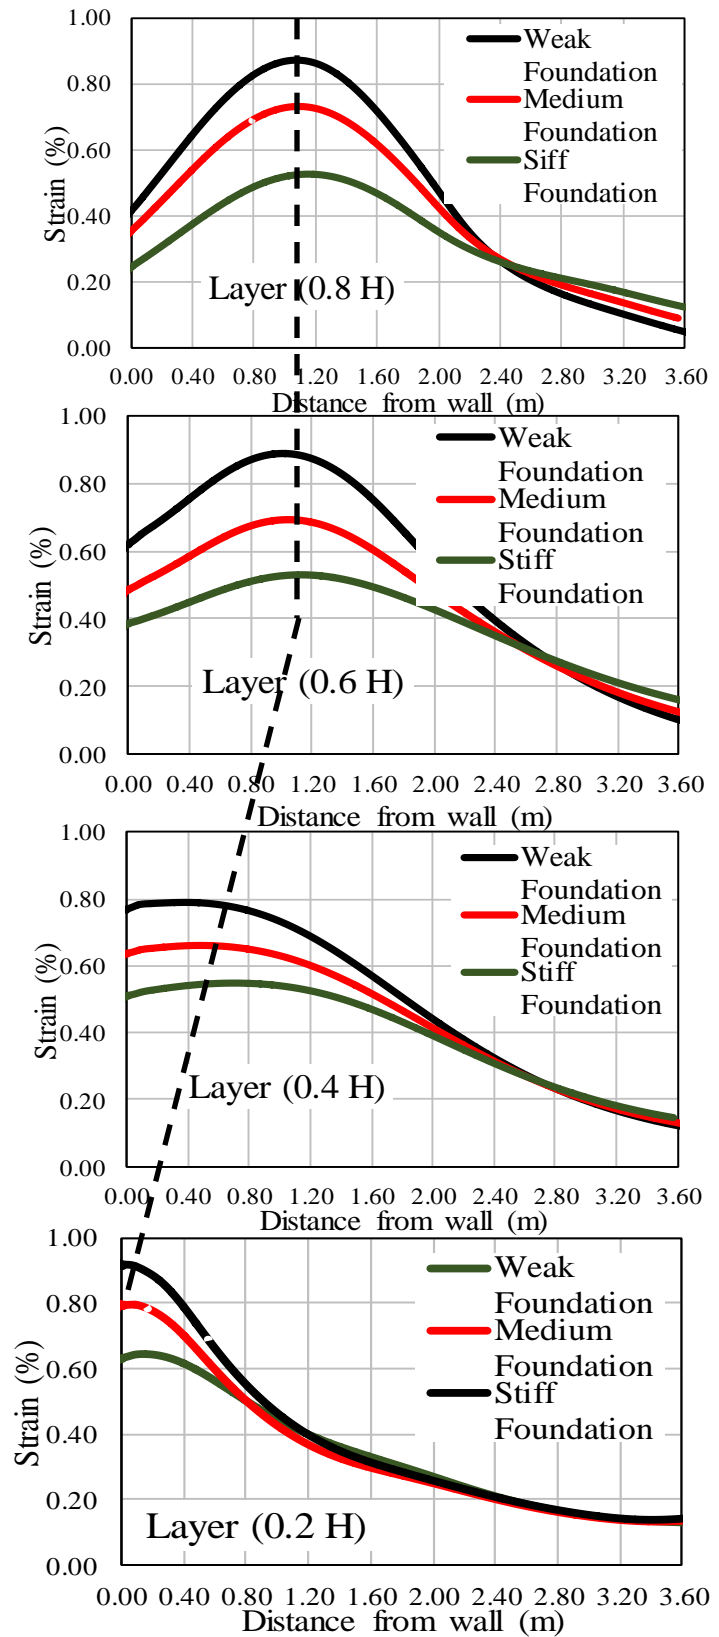 1.00
Weak
Foundation
0.80
Medium
Foundation
0.60
Siff
Foundation
0.40
0.20
0.00
Strain (%)
Layer (0.8 H)
0.00 0.40 0.80 1.20 1.60 2.00 2.40 2.80 3.20 3.60
Distance from wall (m)
1.00
Weak
Foundation
0.80
Medium
Foundation
0.60
Stiff
Foundation
0.40
0.20
0.00
Strain (%)
Layer (0.6 H)
0.00 0.40 0.80 1.20 1.60 2.00 2.40 2.80 3.20 3.60
Distance from wall (m)
1.00
Weak
Foundation
0.80
Medium
Foundation
0.60
Stiff
Foundation
0.40
0.20
0.00
Strain (%)
Layer (0.4 H)
0.00 0.40 0.80 1.20 1.60 2.00 2.40 2.80 3.20 3.60
Distance from wall (m)
1.00
Weak
Foundation
0.80
Medium
Foundation
0.60
Stiff
Foundation
0.40
0.20
0.00
Strain (%)
Layer (0.2 H)
0.00 0.40 0.80 1.20 1.60 2.00 2.40 2.80 3.20 3.60
Distance from wall (m)